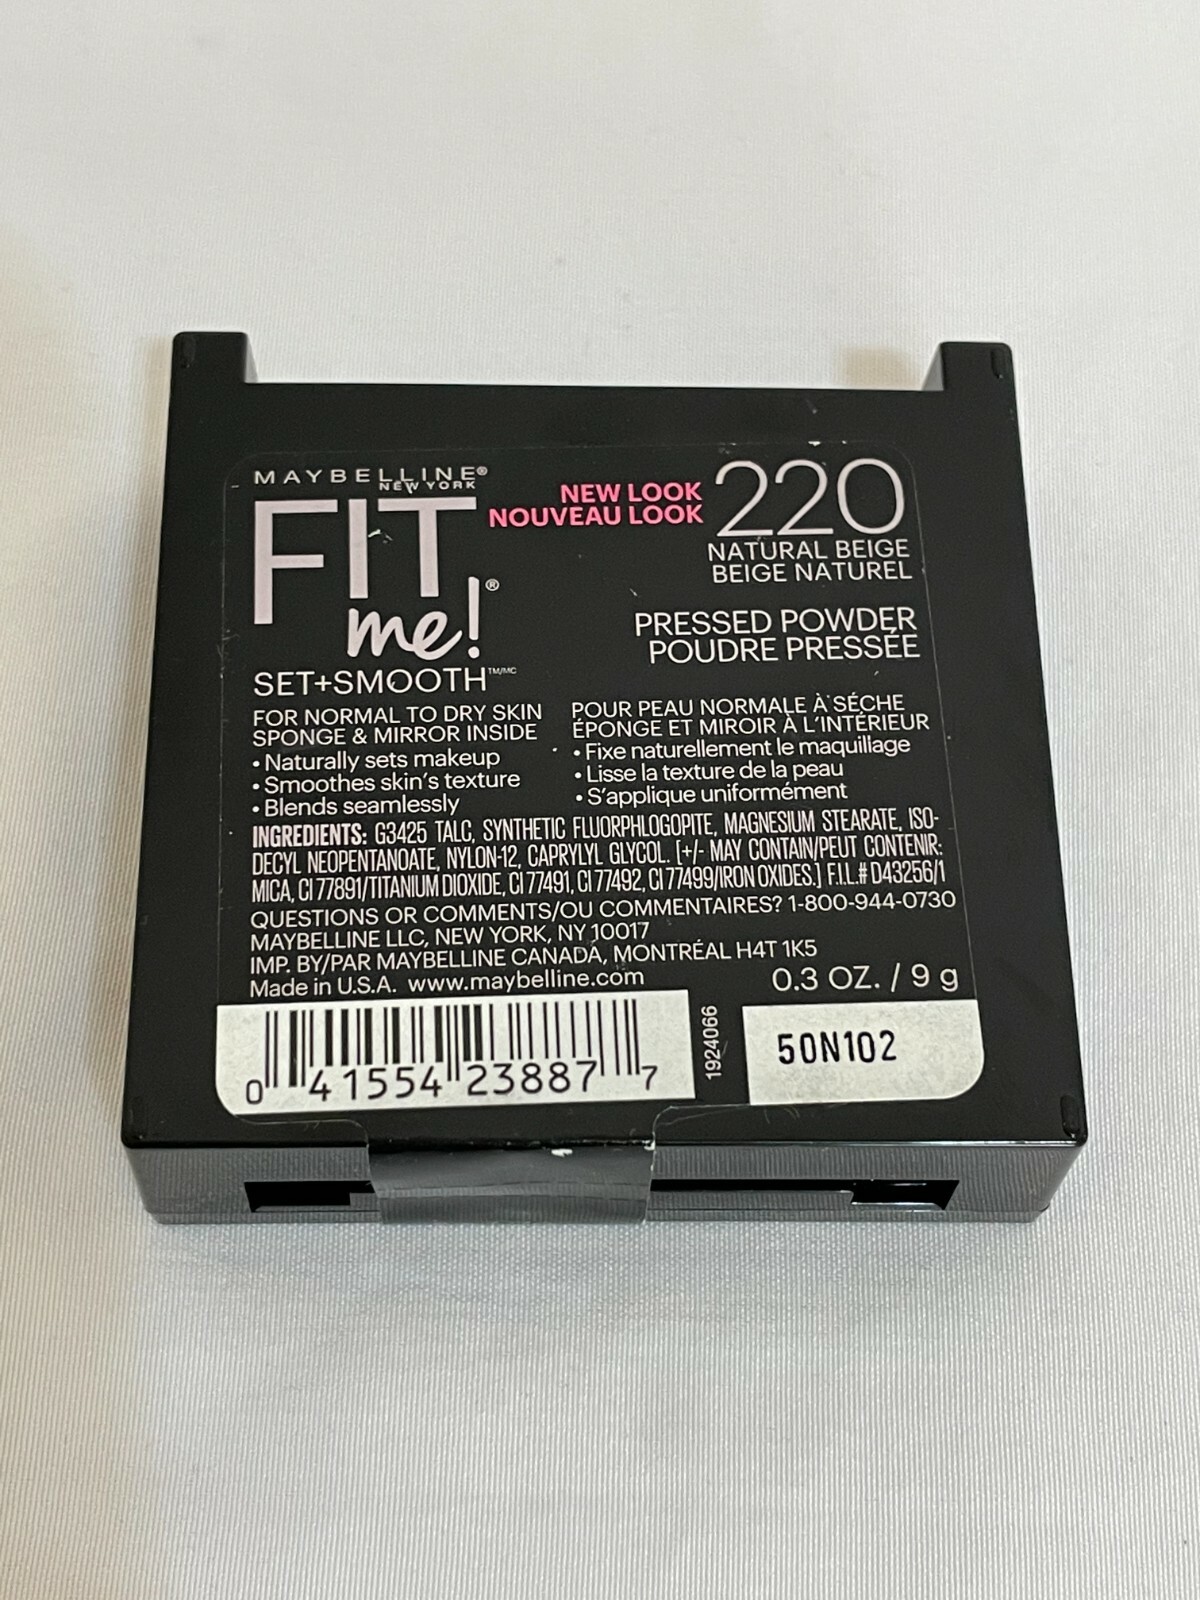 MAYBELLINE®
NEW YORK
FIT
me!®
SET+SMOOTH™/MC
NEW LOOK
NOUVEAU LOOK
220
NATURAL BEIGE
BEIGE NATUREL
PRESSED POWDER
POUDRE PRESSÉE
FOR NORMAL TO DRY SKIN
SPONGE & MIRROR INSIDE
• Naturally sets makeup
• Smoothes skin's texture
• Blends seamlessly
POUR PEAU NORMALE À SÉCHE
ÉPONGE ET MIROIR À L'INTÉRIEUR
• Fixe naturellement le maquillage
• Lisse la texture de la peau
• S'applique uniformément
INGREDIENTS: G3425 TALC, SYNTHETIC FLUORPHLOGOPITE, MAGNESIUM STEARATE, ISO-
DECYL NEOPENTANOATE, NYLON-12, CAPRYLYL GLYCOL. [+/- MAY CONTAIN/PEUT CONTENIR:
MICA, CI 77891/TITANIUM DIOXIDE, CI 77491, CI 77492, CI 77499/IRON OXIDES.] F.I.L.# D43256/1
QUESTIONS OR COMMENTS/OU COMMENTAIRES? 1-800-944-0730
MAYBELLINE LLC, NEW YORK, NY 10017
IMP. BY/PAR MAYBELLINE CANADA, MONTRÉAL H4T 1K5
Made in U.S.A. www.maybelline.com
0.3 OZ. / 9 g
0 41554 23887 7
1924066
50N102